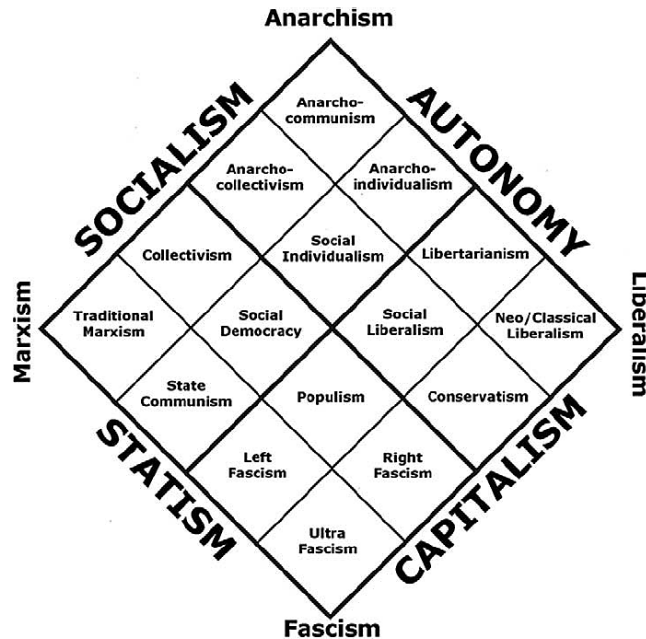 Anarchism
SOCIALISM
AUTONOMY
Anarcho-
communism
Anarcho-
collectivism
Anarcho-
individualism
Collectivism
Social
Individualism
Libertarianism
Marxism
Traditional
Marxism
Social
Democracy
Social
Liberalism
Neo/Classical
Liberalism
Liberalism
State
Communism
Populism
Conservatism
Left
Fascism
Right
Fascism
STATISM
CAPITALISM
Ultra
Fascism
Fascism